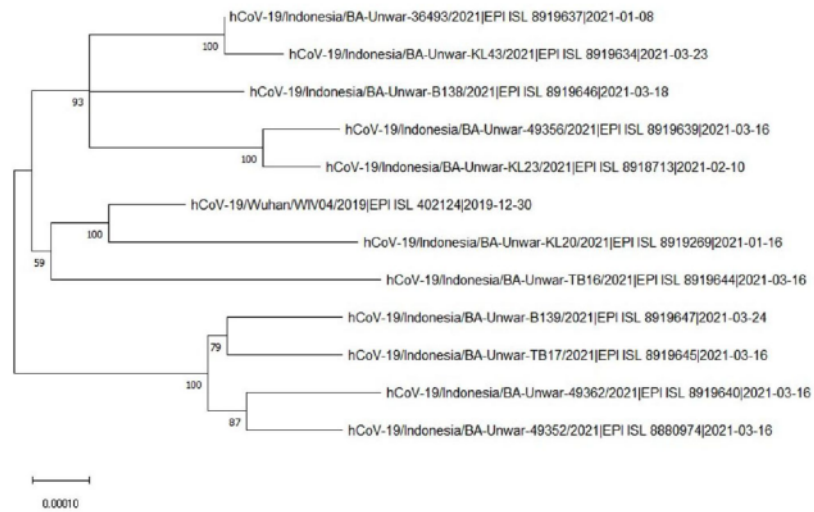 hCoV-19/Indonesia/BA-Unwar-36493/2021|EPI ISL 8919637|2021-01-08
100
hCoV-19/Indonesia/BA-Unwar-KL43/2021|EPI ISL 8919634|2021-03-23
hCoV-19/Indonesia/BA-Unwar-B138/2021|EPI ISL 8919646|2021-03-18
93
hCoV-19/Indonesia/BA-Unwar-49356/2021|EPI ISL 8919639|2021-03-16
100
hCoV-19/Indonesia/BA-Unwar-KL23/2021|EPI ISL 8918713|2021-02-10
hCoV-19/Wuhan/WIV04/2019|EPI ISL 402124|2019-12-30
100
hCoV-19/Indonesia/BA-Unwar-KL20/2021|EPI ISL 8919269|2021-01-16
59
hCoV-19/Indonesia/BA-Unwar-TB16/2021|EPI ISL 8919644|2021-03-16
hCoV-19/Indonesia/BA-Unwar-B139/2021|EPI ISL 8919647|2021-03-24
79
hCoV-19/Indonesia/BA-Unwar-TB17/2021|EPI ISL 8919645|2021-03-16
100
hCoV-19/Indonesia/BA-Unwar-49362/2021|EPI ISL 8919640|2021-03-16
87
hCoV-19/Indonesia/BA-Unwar-49352/2021|EPI ISL 8880974|2021-03-16
0.00010